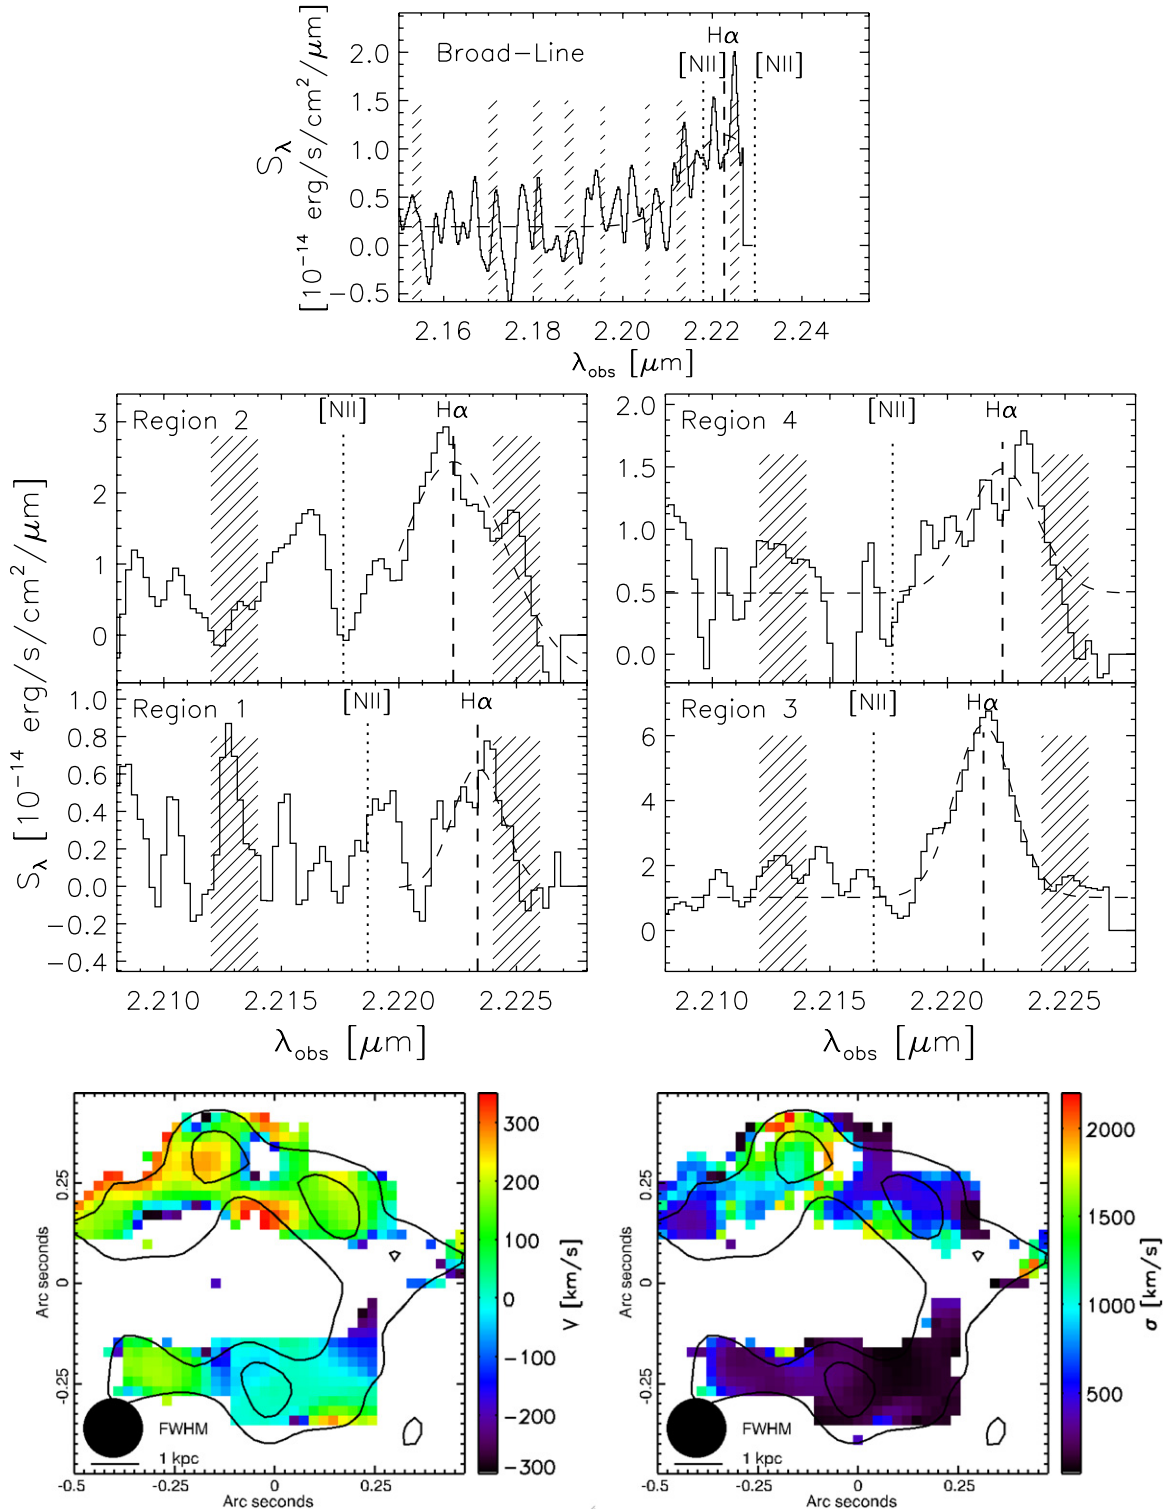 Broad-Line
Hα
[NII]
[NII]
2.0
1.5
1.0
0.5
0.0
-0.5
Sλ
[10⁻¹⁴ erg/s/cm²/μm]
2.16 2.18 2.20 2.22 2.24
λobs [μm]
Region 2
[NII]
Hα
3
2
1
0
Region 4
[NII]
Hα
2.0
1.5
1.0
0.5
0.0
Sλ [10⁻¹⁴ erg/s/cm²/μm]
Region 1
[NII]
Hα
1.0
0.8
0.6
0.4
0.2
0.0
-0.2
-0.4
Region 3
[NII]
Hα
6
4
2
0
2.210 2.215 2.220 2.225
λobs [μm]
2.210 2.215 2.220 2.225
λobs [μm]
0.25
0
-0.25
Arc seconds
FWHM
1 kpc
-0.5 -0.25 0 0.25
Arc seconds
300
200
100
0
-100
-200
-300
V [km/s]
0.25
0
-0.25
Arc seconds
FWHM
1 kpc
-0.5 -0.25 0 0.25
Arc seconds
2000
1500
1000
500
σ [km/s]